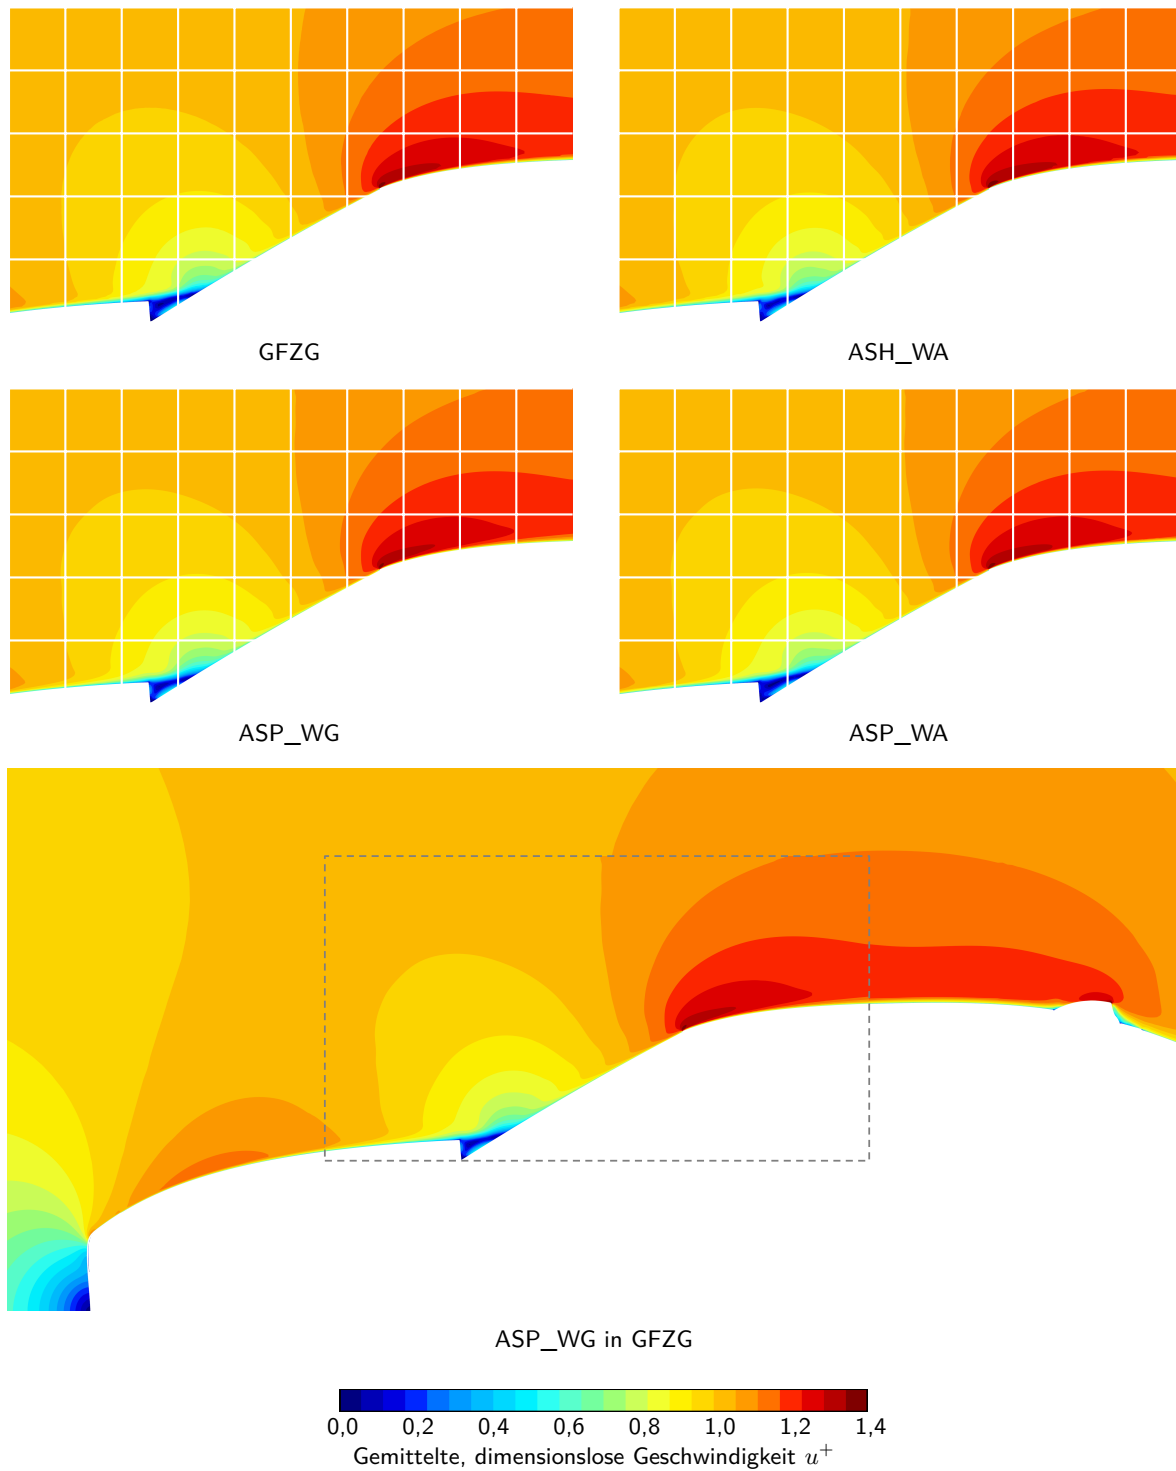 GFZG
ASH_WA
ASP_WG
ASP_WA
ASP_WG in GFZG
0,0 0,2 0,4 0,6 0,8 1,0 1,2 1,4
Gemittelte, dimensionslose Geschwindigkeit u⁺